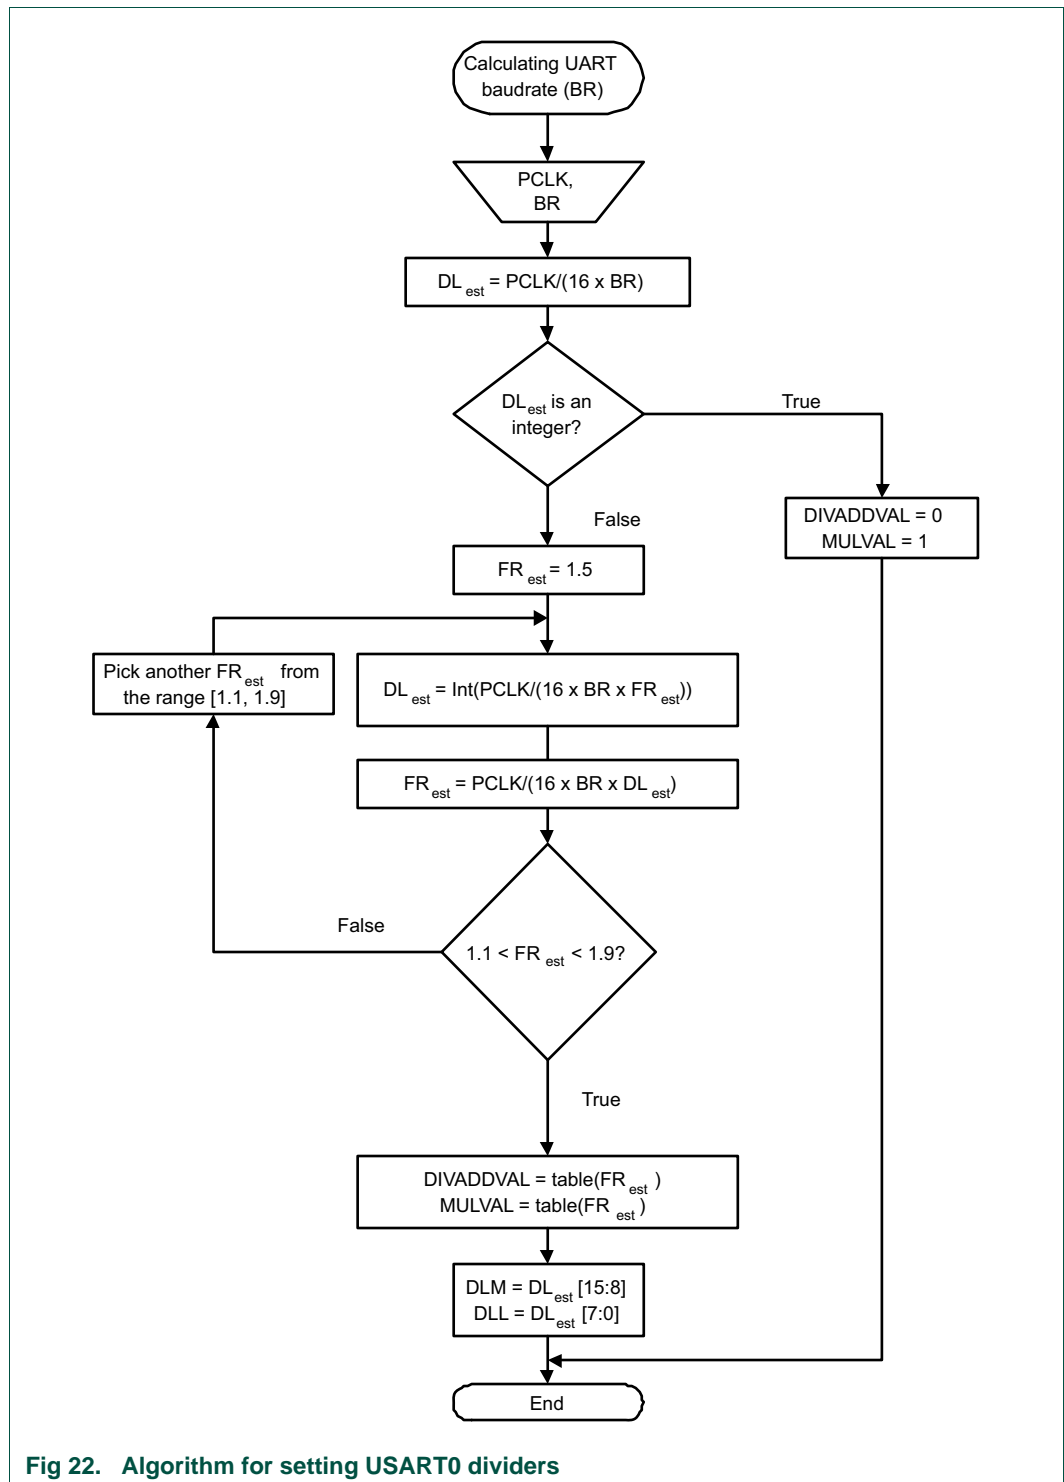 Calculating UART
baudrate (BR)
PCLK,
BR
DL est = PCLK/(16 x BR)
DL est is an
integer?
True
False
DIVADDVAL = 0
MULVAL = 1
FR est = 1.5
Pick another FR est from
the range [1.1, 1.9]
DL est = Int(PCLK/(16 x BR x FR est))
FR est = PCLK/(16 x BR x DL est)
False
1.1 < FR est < 1.9?
True
DIVADDVAL = table(FR est )
MULVAL = table(FR est )
DLM = DL est [15:8]
DLL = DL est [7:0]
End
Fig 22. Algorithm for setting USART0 dividers